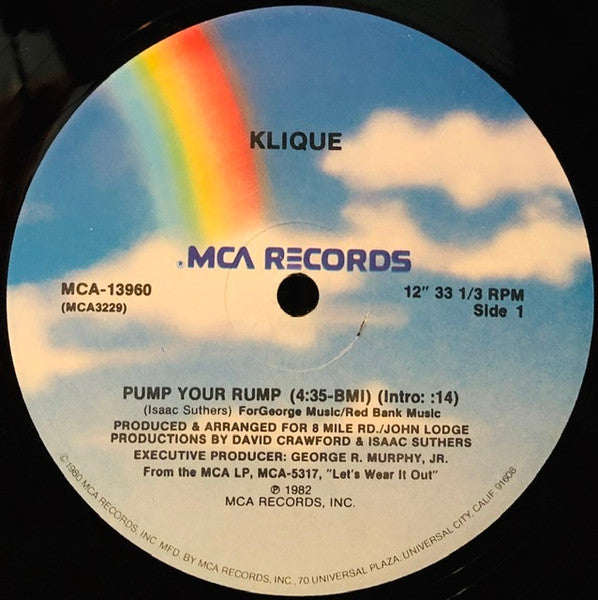 KLIQUE
®MCA RECORDS
MCA-13960
(MCA3229)
12" 33 1/3 RPM
Side 1
PUMP YOUR RUMP (4:35-BMI) (Intro: :14)
(Isaac Suthers) ForGeorge Music/Red Bank Music
PRODUCED & ARRANGED FOR 8 MILE RD./JOHN LODGE
PRODUCTIONS BY DAVID CRAWFORD & ISAAC SUTHERS
EXECUTIVE PRODUCER: GEORGE R. MURPHY, JR.
From the MCA LP, MCA-5317, "Let's Wear It Out"
℗ 1982
MCA RECORDS, INC.
©1980 MCA RECORDS, INC. MFD. BY MCA RECORDS, INC., 70 UNIVERSAL PLAZA, UNIVERSAL CITY, CALIF. 91608